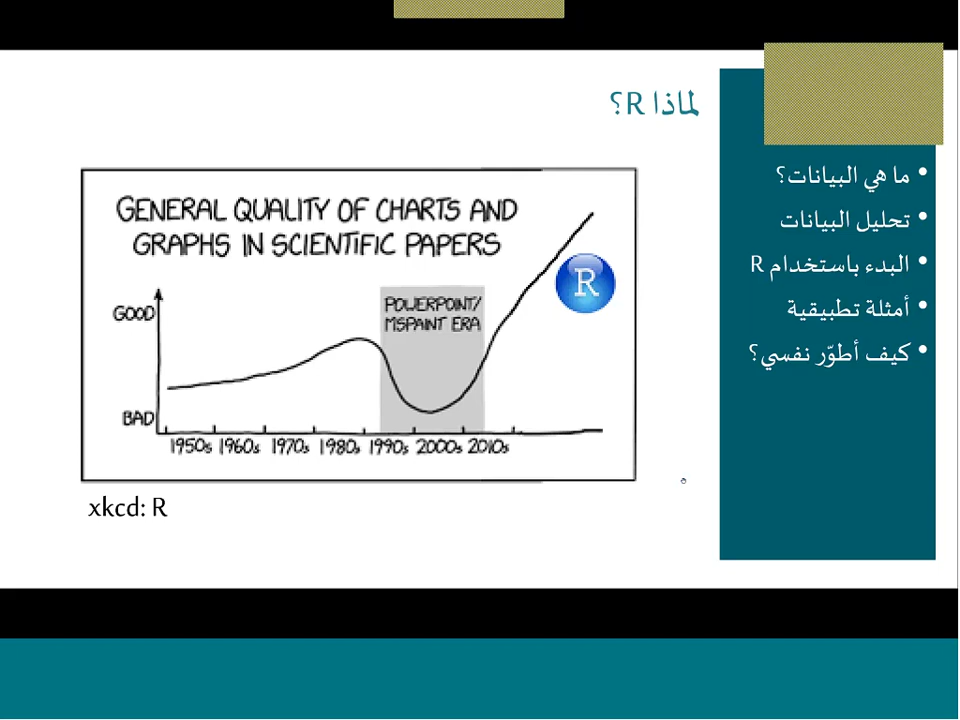 لماذا R؟
GENERAL QUALITY OF CHARTS AND
GRAPHS IN SCIENTIFIC PAPERS
GOOD
BAD
POWERPOINT/
MSPAINT ERA
R
1950s 1960s 1970s 1980s 1990s 2000s 2010s
xkcd: R
• ما هي البيانات؟
• تحليل البيانات
• البدء باستخدام R
• أمثلة تطبيقية
• كيف أطوّر نفسي؟